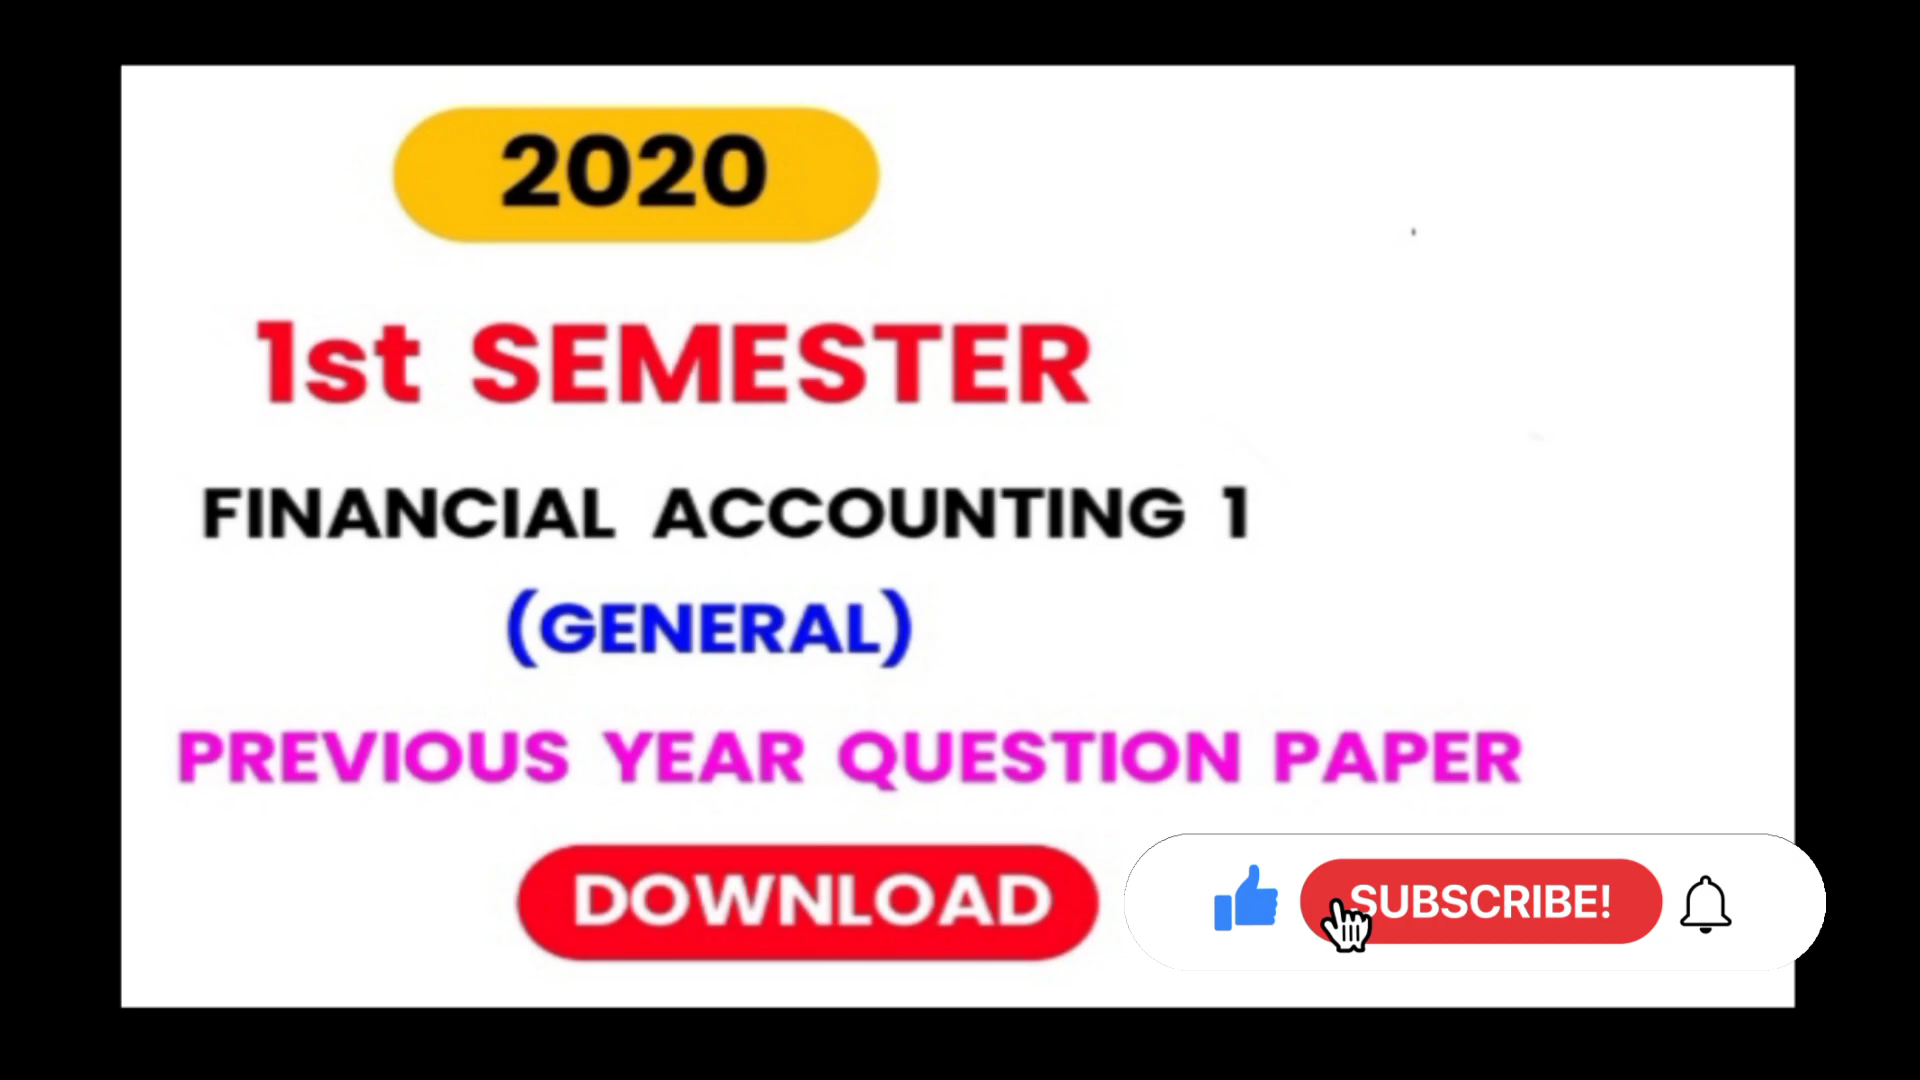 2020
1st SEMESTER
FINANCIAL ACCOUNTING 1
(GENERAL)
PREVIOUS YEAR QUESTION PAPER
DOWNLOAD
SUBSCRIBE!